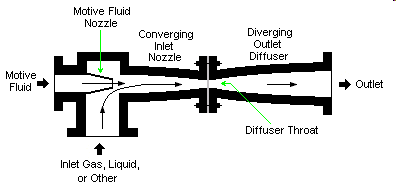 Motive Fluid
Nozzle
Converging
Inlet
Nozzle
Diverging
Outlet
Diffuser
Motive
Fluid
Outlet
Diffuser Throat
Inlet Gas, Liquid,
or Other